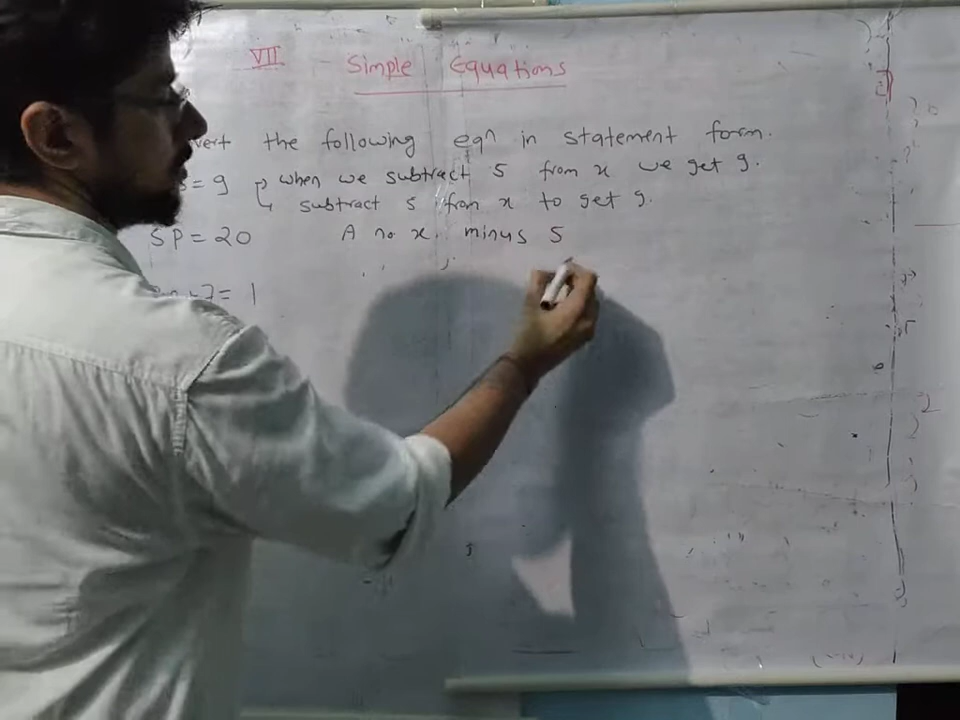 VII Simple Equations
the following eqn in statement form.
= 9 when we subtract 5 from x we get 9.
subtract 5 from x to get 9.
5P = 20 A no x minus 5
+7 = 1